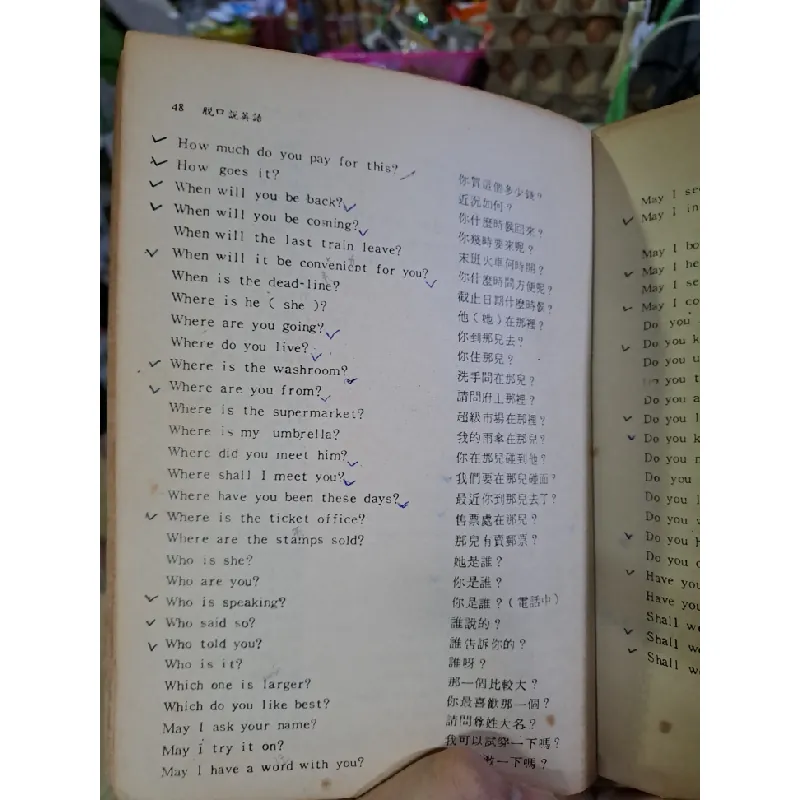 48 脫口說英語
How much do you pay for this? 你買這個多少錢？
How goes it? 近況如何？
When will you be back? 你什麼時候回來？
When will you be coming? 你幾時要來呢？
When will the last train leave? 末班火車何時開？
When will it be convenient for you? 你什麼時間方便呢？
When is the dead-line? 截止日期什麼時候？
Where is he ( she )? 他（她）在那裡？
Where are you going? 你到那兒去？
Where do you live? 你住那兒？
Where is the washroom? 洗手間在那兒？
Where are you from? 請問府上那裡？
Where is the supermarket? 超級市場在那裡？
Where is my umbrella? 我的雨傘在那兒？
Where did you meet him? 你在那兒碰到他？
Where shall I meet you? 我們要在那兒碰面？
Where have you been these days? 最近你到那兒去了？
Where is the ticket office? 售票處在那兒？
Where are the stamps sold? 那兒有賣郵票？
Who is she? 她是誰？
Who are you? 你是誰？
Who is speaking? 你是誰？（電話中）
Who said so? 誰說的？
Who told you? 誰告訴你的？
Who is it? 誰呀？
Which one is larger? 那一個比較大？
Which do you like best? 你最喜歡那一個？
May I ask your name? 請問尊姓大名？
May I try it on? 我可以試穿一下嗎？
May I have a word with you? 一下嗎？
May I
May I in
May I bo
May I he
May I se
May I co
Do you
Do you k
Do you u
you t
Do you a
Do you l
Do you k
Do you
Do you
Do you l
Do you
Do you
Do you
Have you
Have you
Shall we
Shall we
Shall we